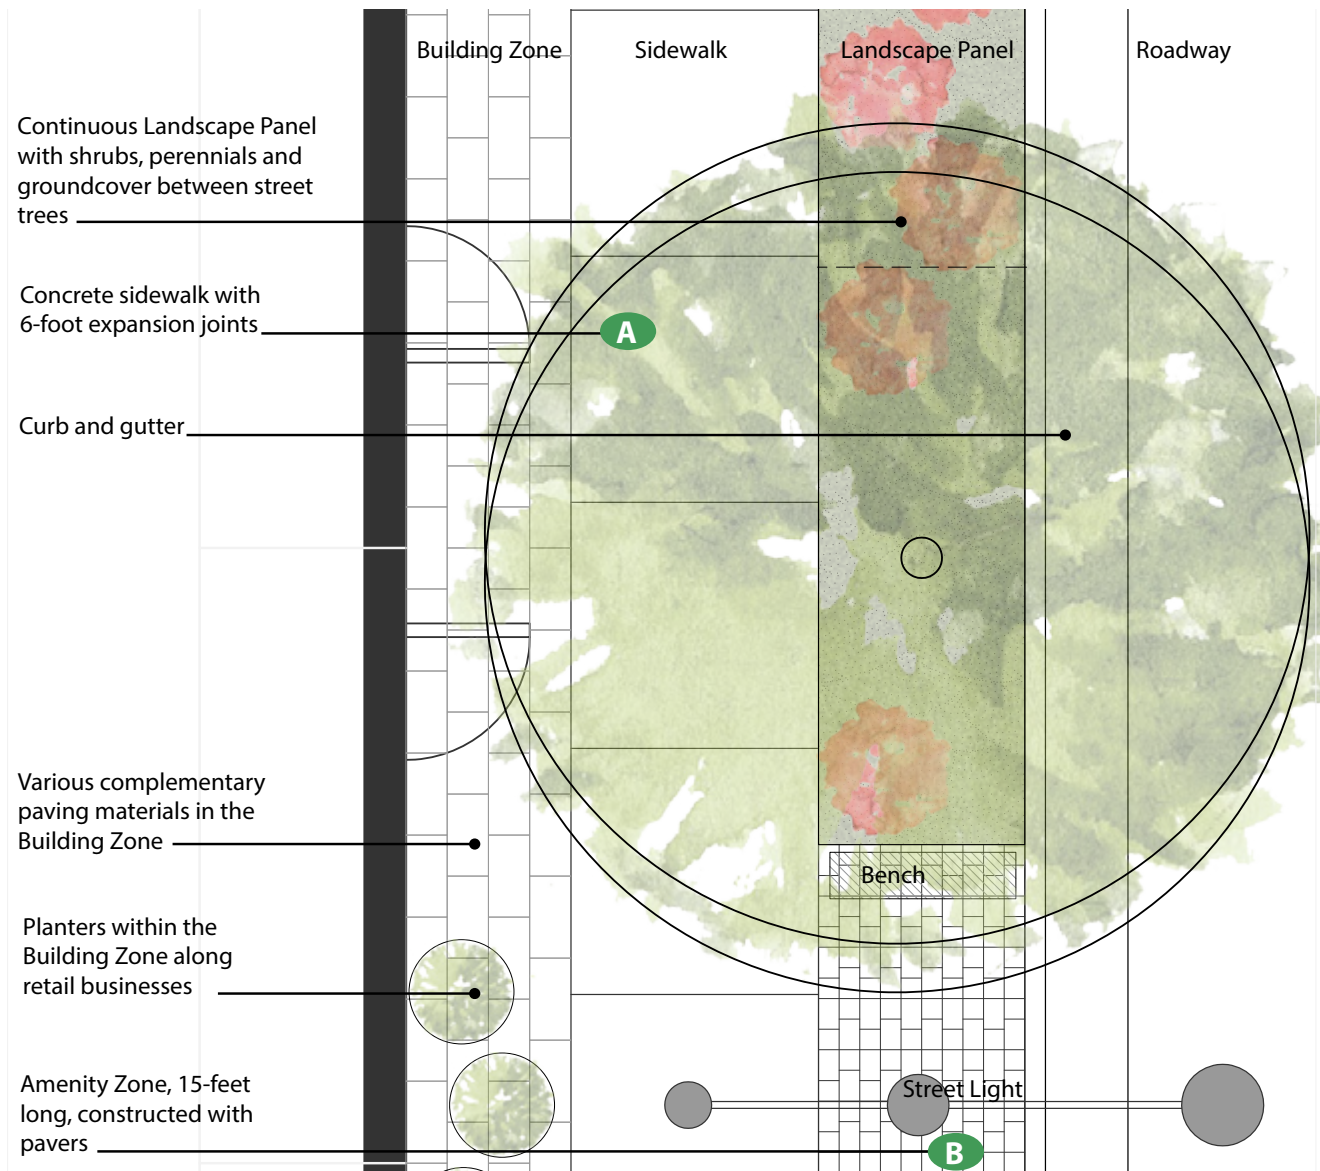 Building Zone
Sidewalk
Landscape Panel
Roadway
Continuous Landscape Panel
with shrubs, perennials and
groundcover between street
trees
Concrete sidewalk with
6-foot expansion joints
A
Curb and gutter
Various complementary
paving materials in the
Building Zone
Bench
Planters within the
Building Zone along
retail businesses
Amenity Zone, 15-feet
long, constructed with
pavers
Street Light
B